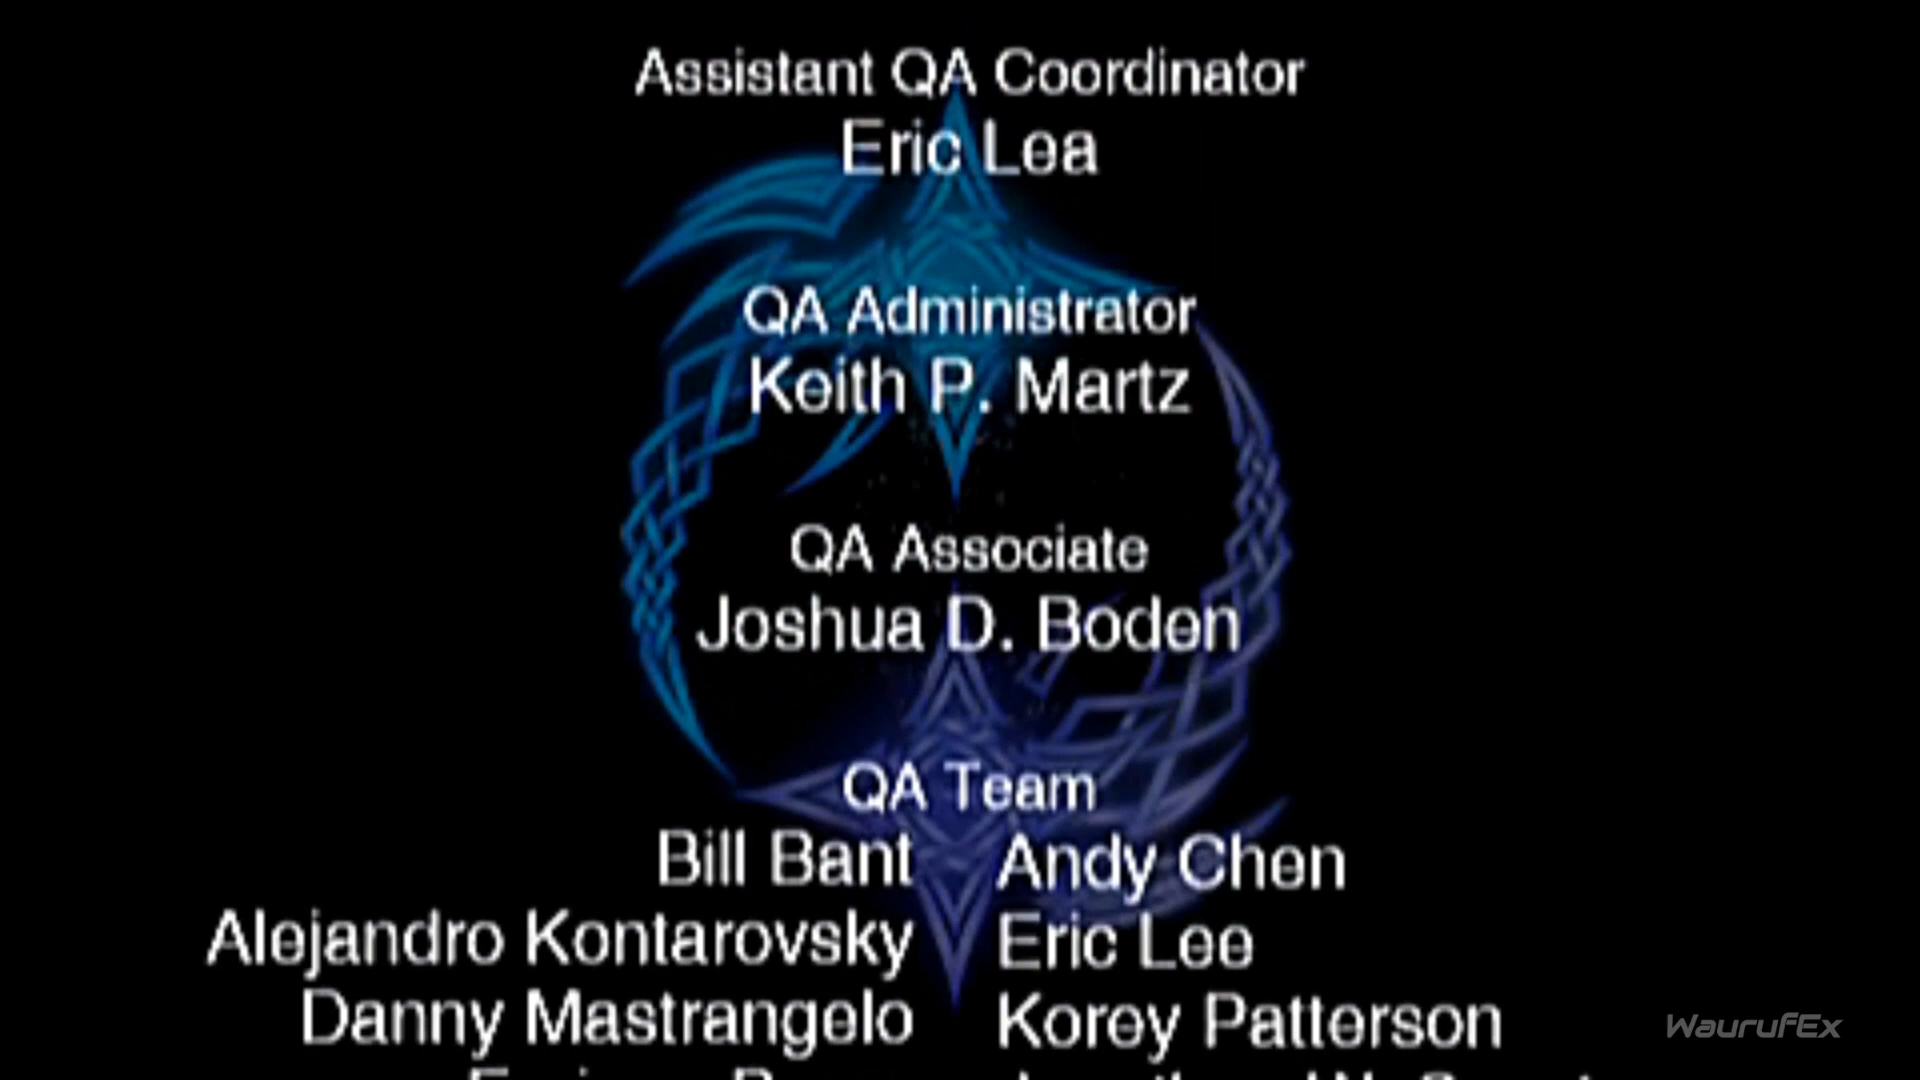 Assistant QA Coordinator
Eric Lea
QA Administrator
Keith P. Martz
QA Associate
Joshua D. Boden
QA Team
Bill Bant Andy Chen
Alejandro Kontarovsky Eric Lee
Danny Mastrangelo Korey Patterson
WaurufEx